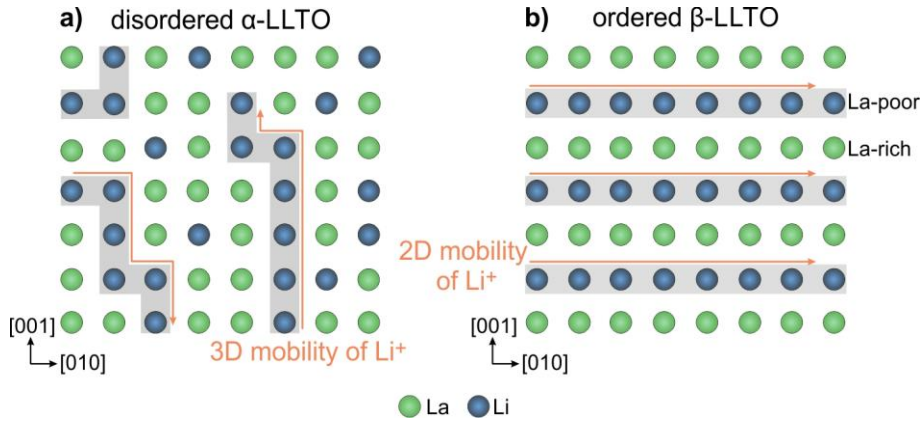 a) disordered α-LLTO
[001]
[010]
3D mobility of Li⁺
b) ordered β-LLTO
La-poor
La-rich
2D mobility
of Li⁺
[001]
[010]
La Li